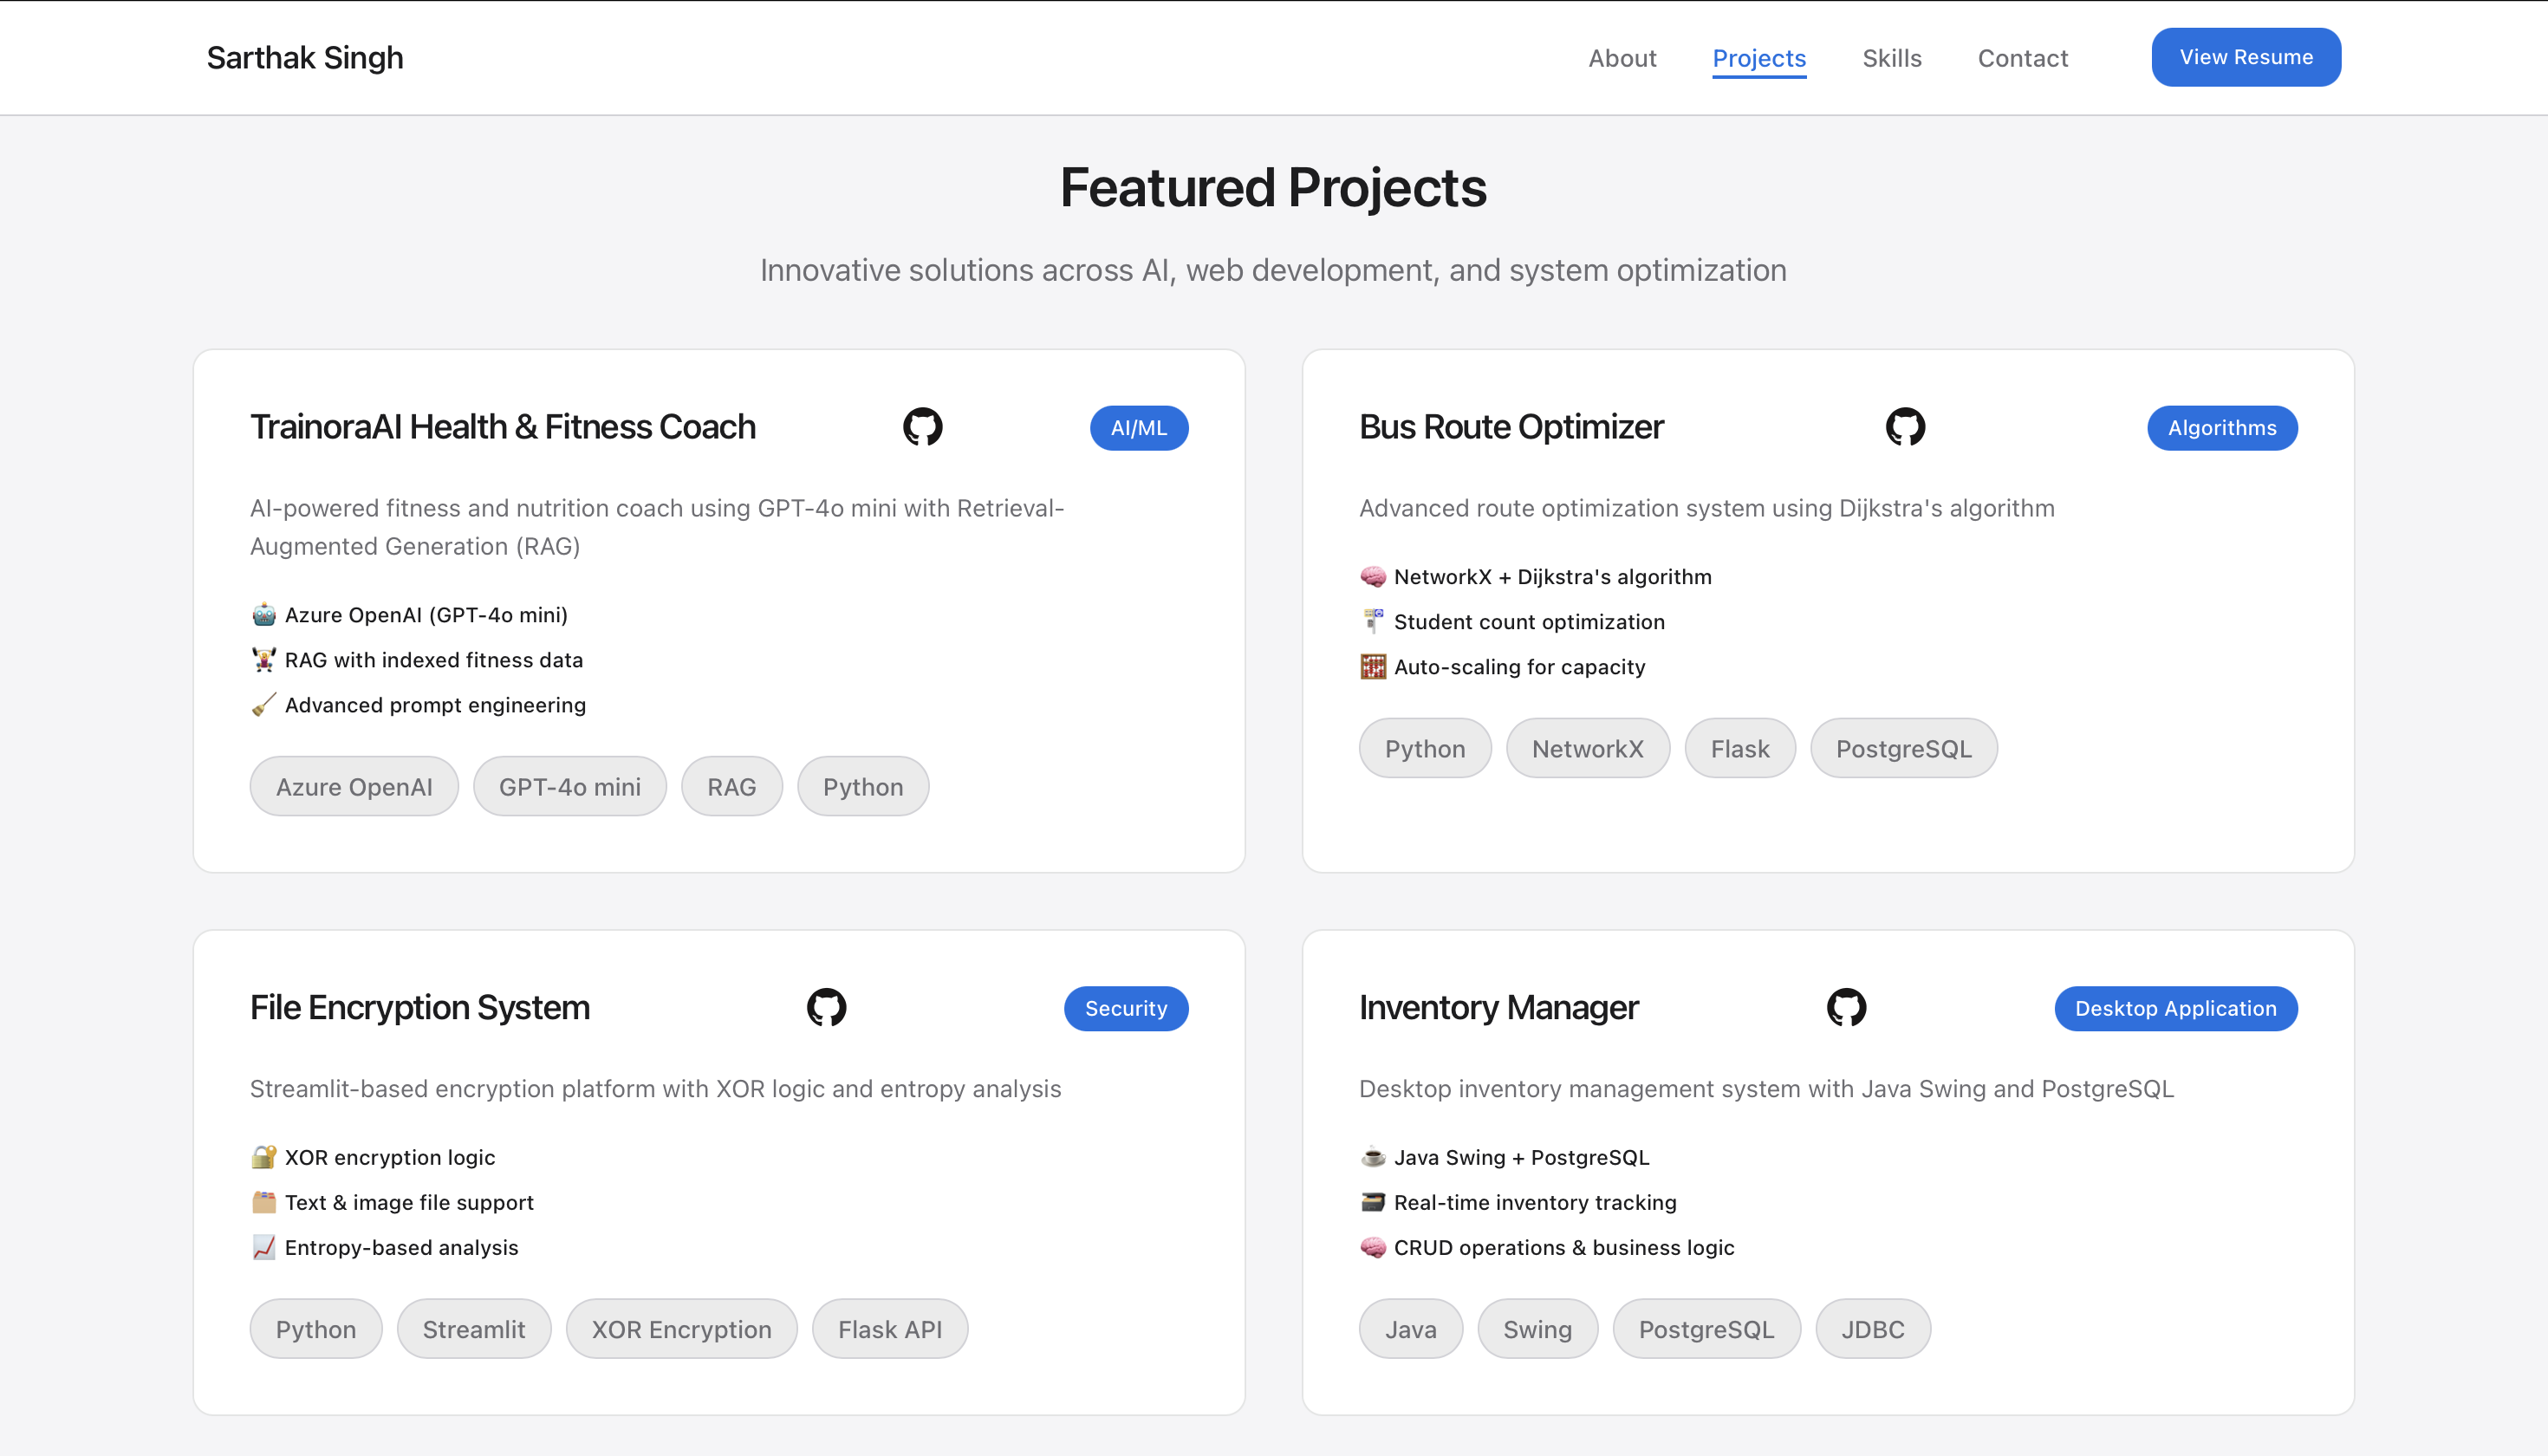 Sarthak Singh
About
Projects
Skills
Contact
View Resume
Featured Projects
Innovative solutions across AI, web development, and system optimization
TrainoraAI Health & Fitness Coach
AI/ML
AI-powered fitness and nutrition coach using GPT-4o mini with Retrieval-
Augmented Generation (RAG)
Azure OpenAI (GPT-4o mini)
RAG with indexed fitness data
Advanced prompt engineering
Azure OpenAI
GPT-4o mini
RAG
Python
Bus Route Optimizer
Algorithms
Advanced route optimization system using Dijkstra's algorithm
NetworkX + Dijkstra's algorithm
Student count optimization
Auto-scaling for capacity
Python
NetworkX
Flask
PostgreSQL
File Encryption System
Security
Streamlit-based encryption platform with XOR logic and entropy analysis
XOR encryption logic
Text & image file support
Entropy-based analysis
Python
Streamlit
XOR Encryption
Flask API
Inventory Manager
Desktop Application
Desktop inventory management system with Java Swing and PostgreSQL
Java Swing + PostgreSQL
Real-time inventory tracking
CRUD operations & business logic
Java
Swing
PostgreSQL
JDBC